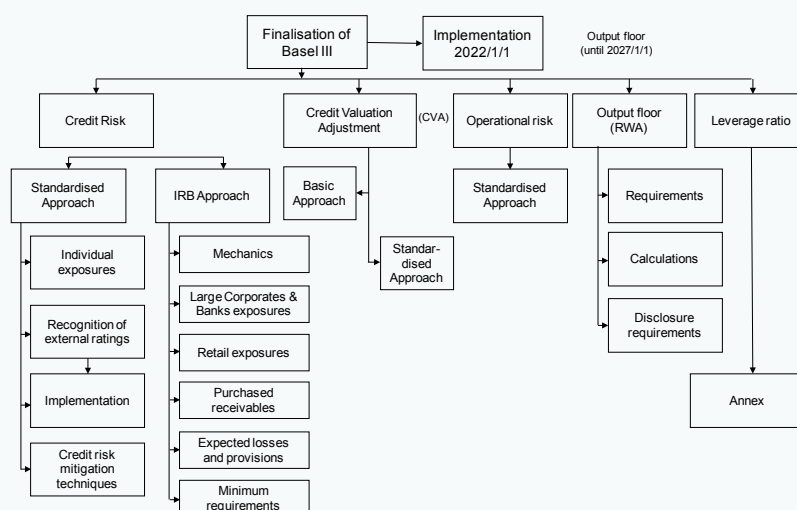 Finalisation of
Basel III
Implementation
2022/1/1
Output floor
(until 2027/1/1)
Credit Risk
Credit Valuation
Adjustment
(CVA)
Operational risk
Output floor
(RWA)
Leverage ratio
Standardised
Approach
IRB Approach
Basic
Approach
Standardised
Approach
Requirements
Individual
exposures
Mechanics
Standar-
dised
Approach
Calculations
Large Corporates &
Banks exposures
Recognition of
external ratings
Disclosure
requirements
Retail exposures
Implementation
Purchased
receivables
Annex
Expected losses
and provisions
Credit risk
mitigation
techniques
Minimum
requirements